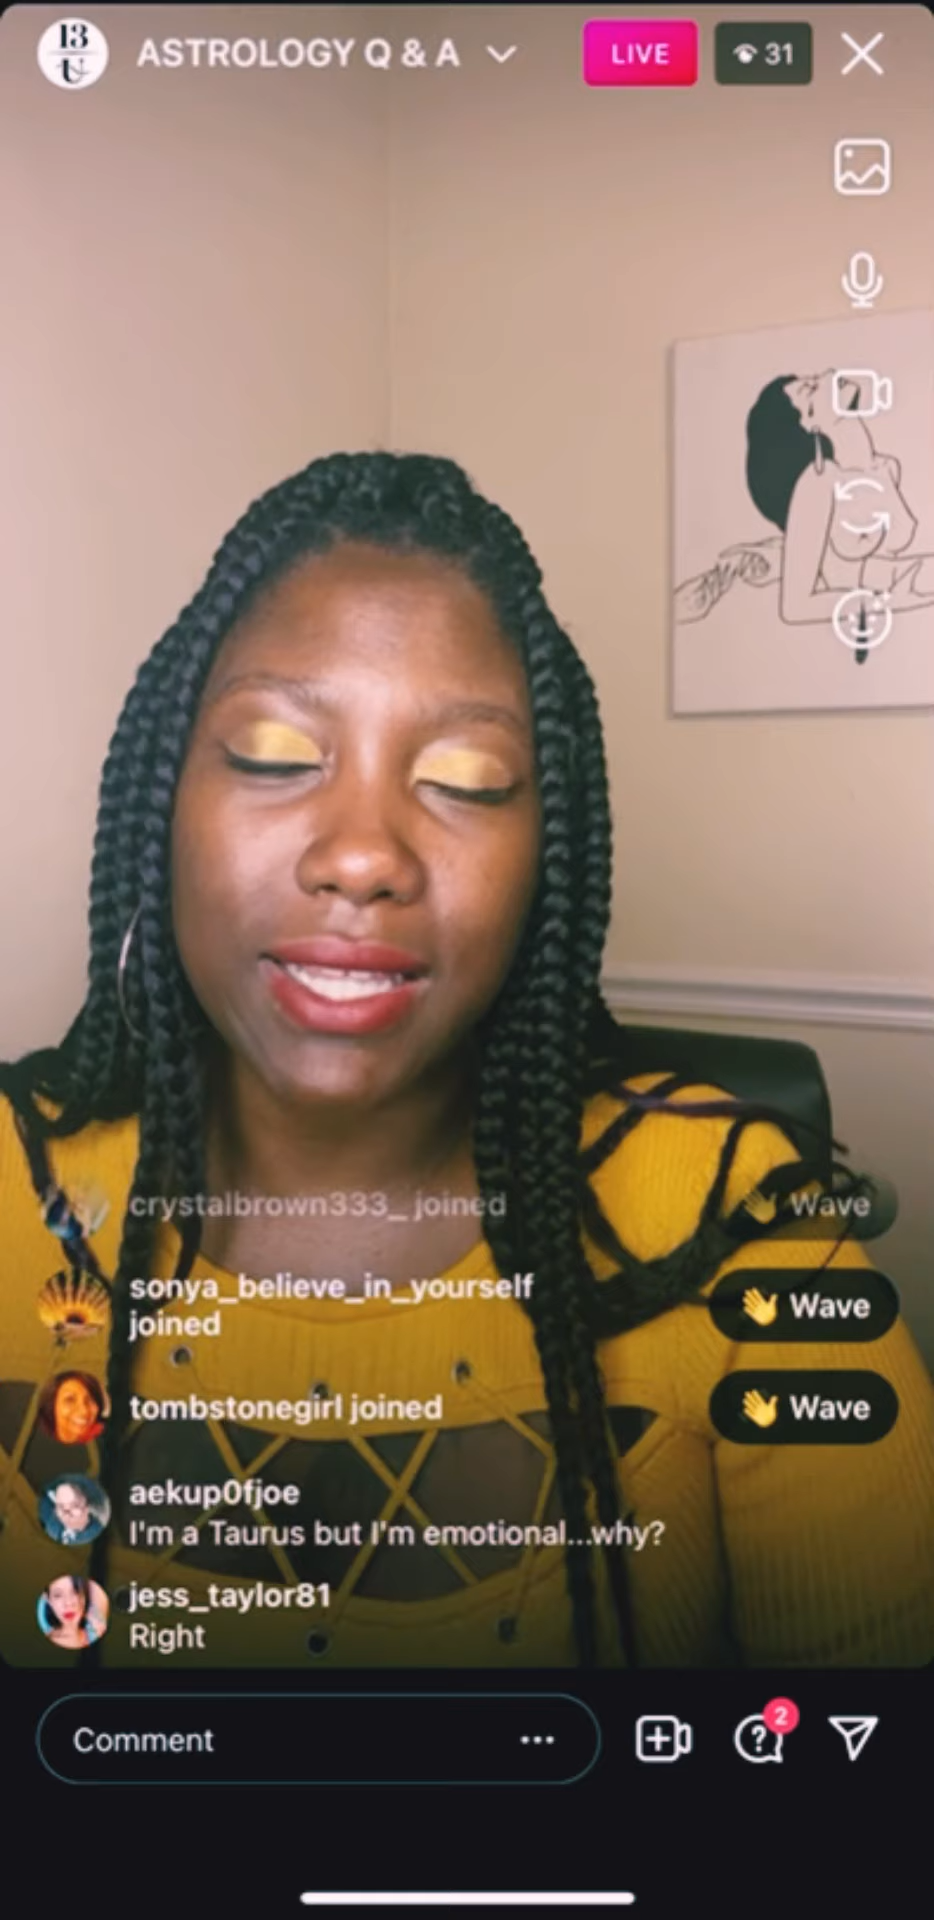 13
U
ASTROLOGY Q & A
LIVE
31
crystalbrown333_ joined
Wave
sonya_believe_in_yourself
joined
Wave
tombstonegirl joined
Wave
aekup0fjoe
I'm a Taurus but I'm emotional...why?
jess_taylor81
Right
Comment
2